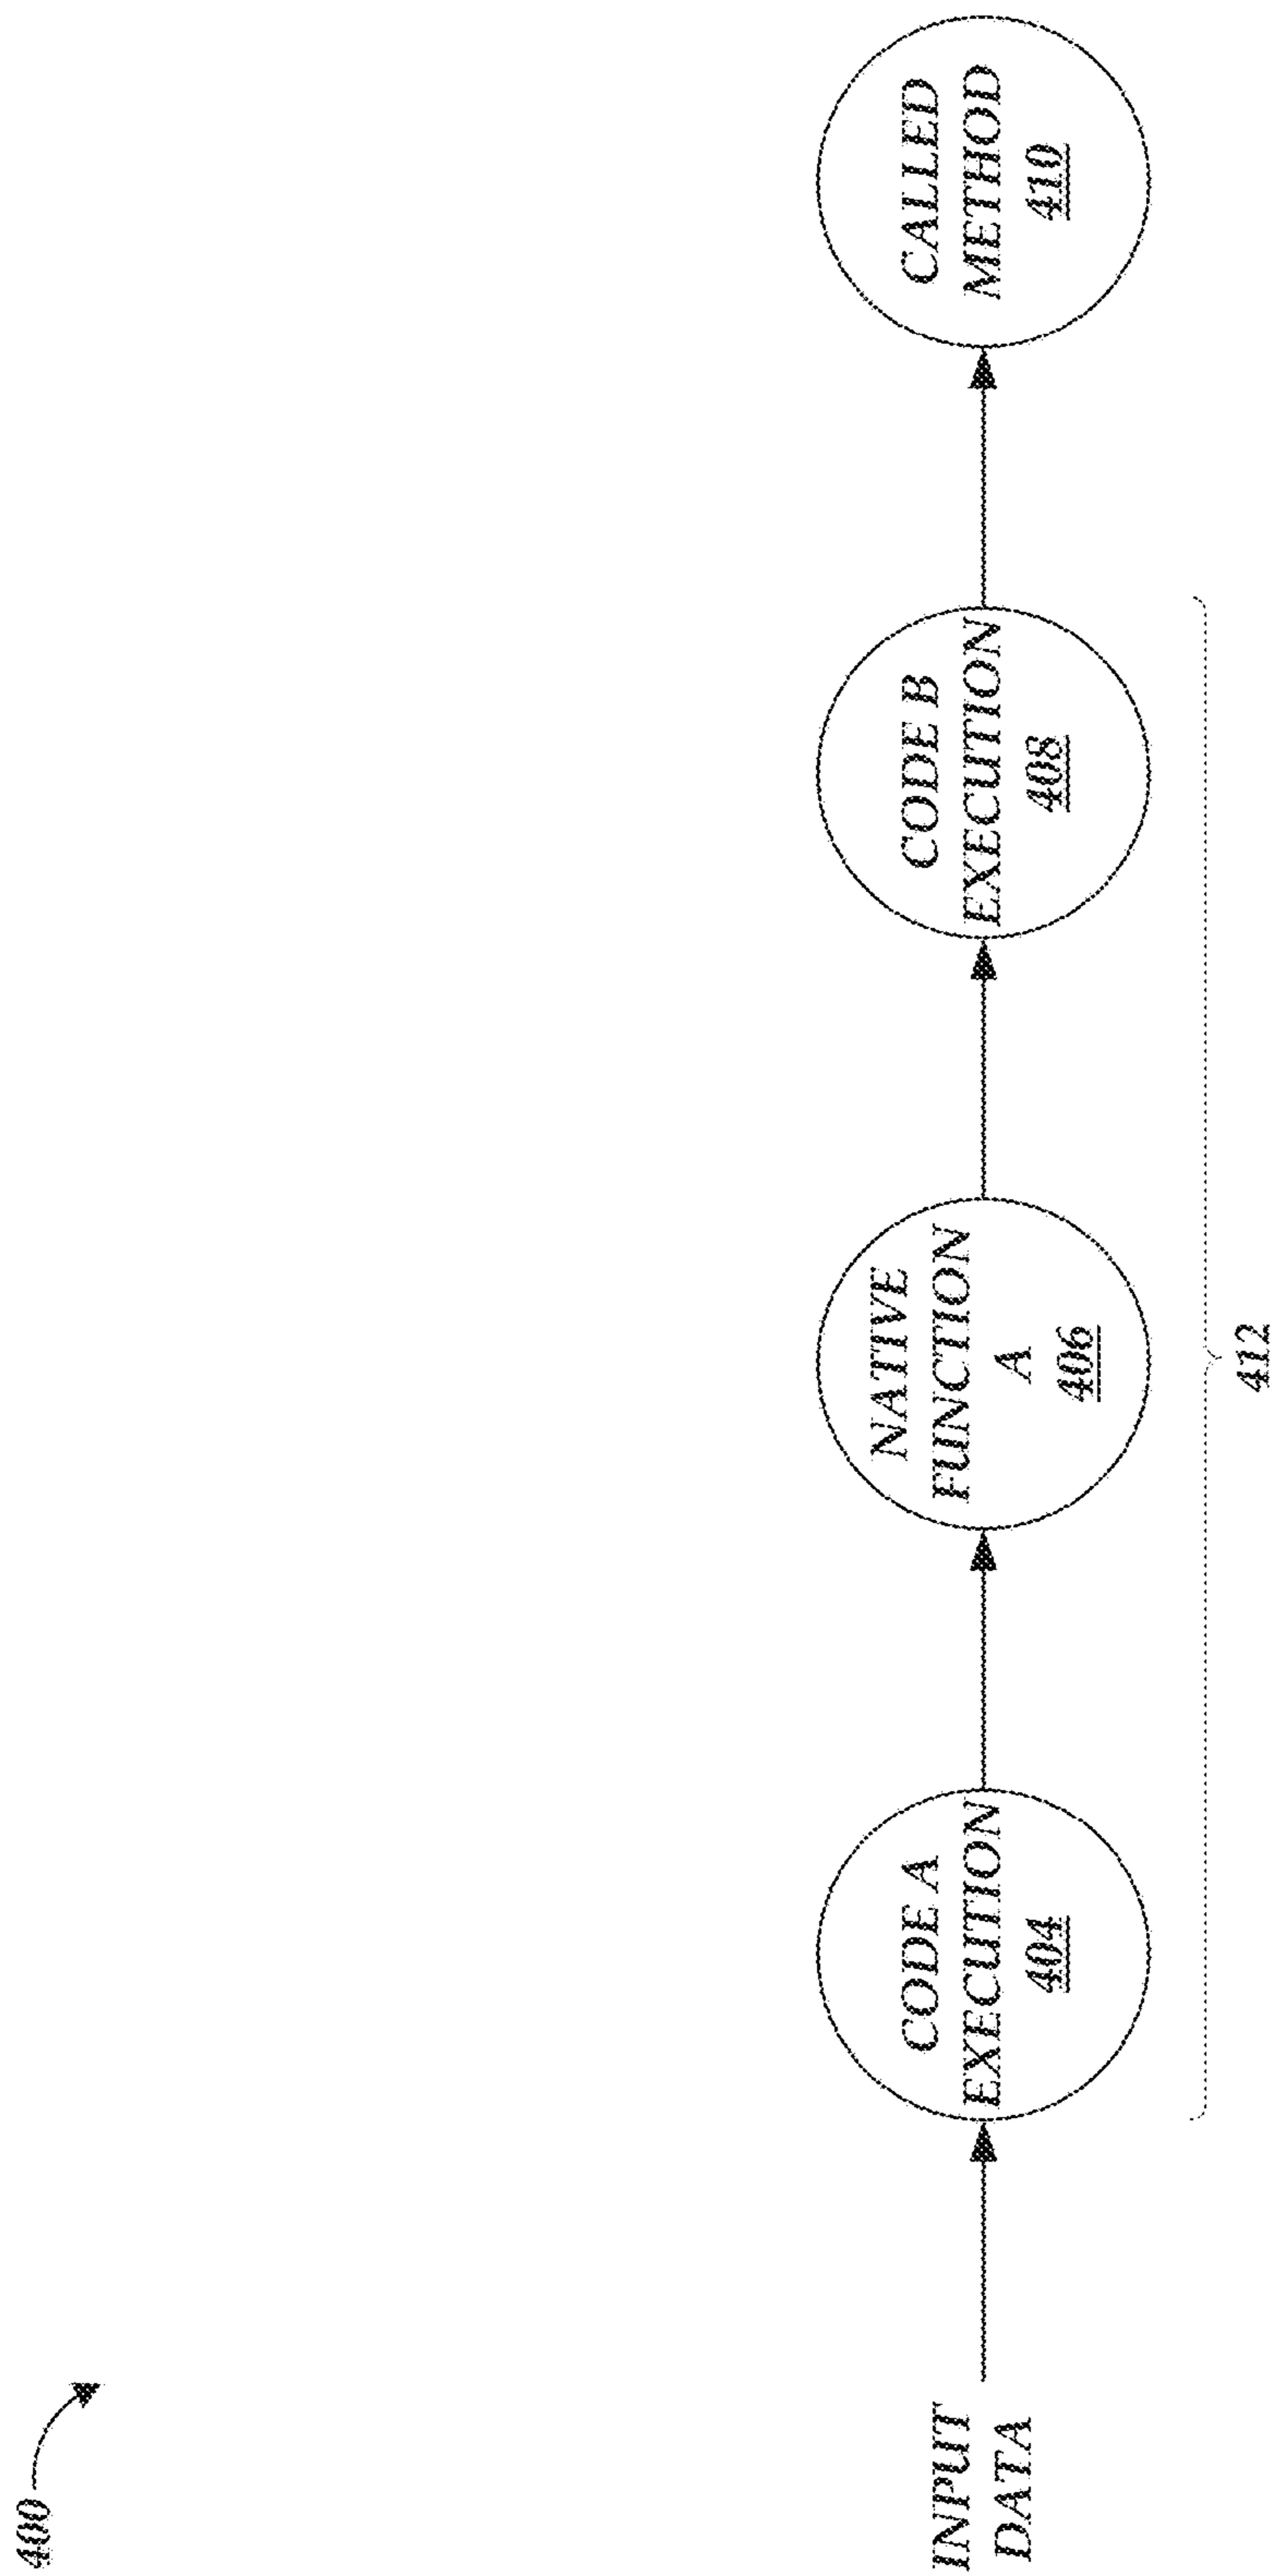 400
INPUT
DATA
CODE A
EXECUTION
404
NATIVE
FUNCTION
A
406
CODE B
EXECUTION
408
CALLED
METHOD
410
412